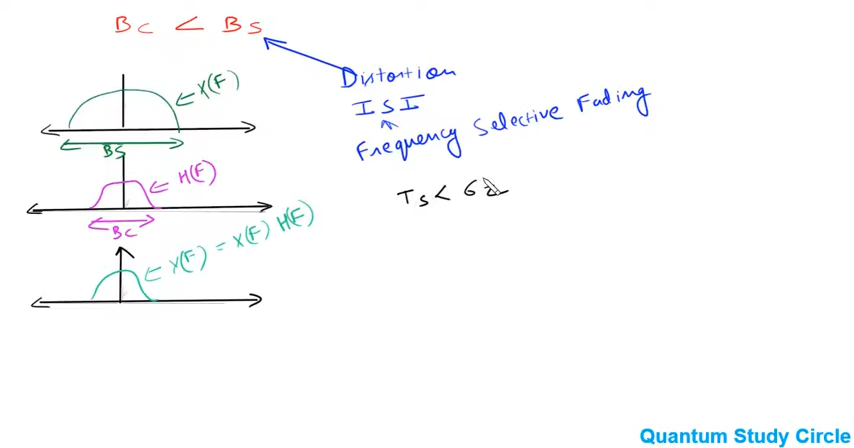 BC < BS
X(F)
BS
H(F)
BC
Y(F) = X(F) H(F)
Distortion
ISI
Frequency Selective Fading
TS < σ
Quantum Study Circle